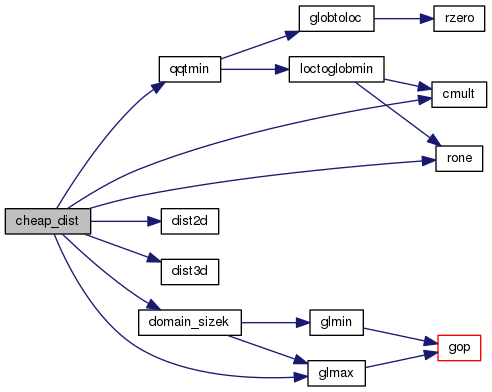 globtoloc
rzero
qqtmin
loctoglobmin
cmult
rone
cheap_dist
dist2d
dist3d
domain_sizek
glmin
gop
glmax